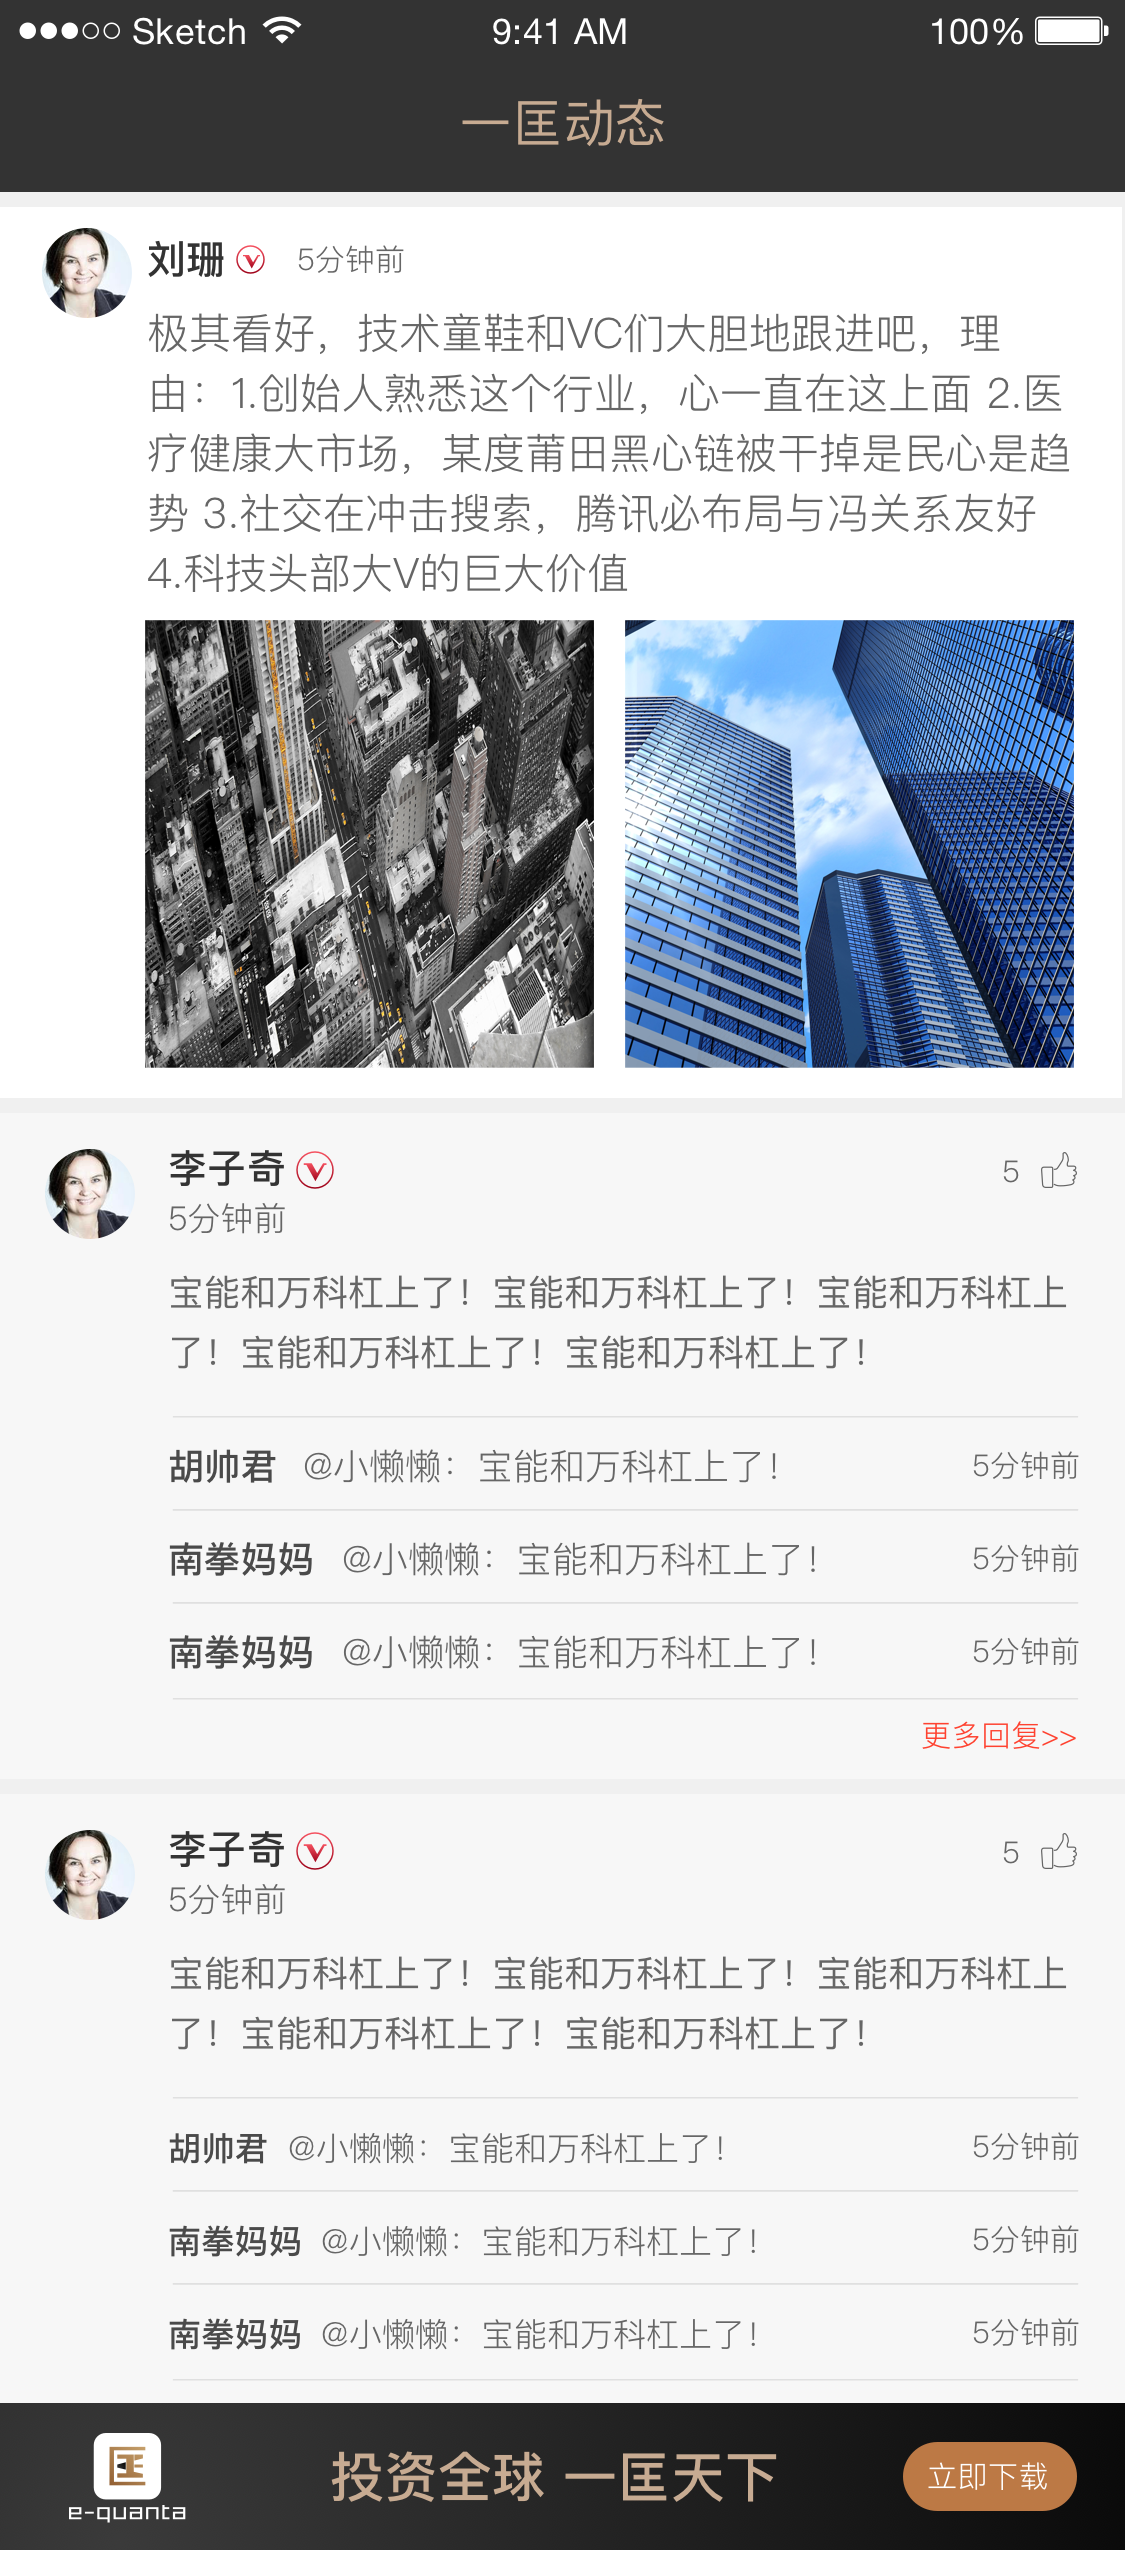 Sketch 9:41 AM 100%
一匡动态
刘珊 5分钟前
极其看好，技术童鞋和VC们大胆地跟进吧，理
由：1.创始人熟悉这个行业，心一直在这上面 2.医
疗健康大市场，某度莆田黑心链被干掉是民心是趋
势 3.社交在冲击搜索，腾讯必布局与冯关系友好
4.科技头部大V的巨大价值
李子奇 5
5分钟前
宝能和万科杠上了！宝能和万科杠上了！宝能和万科杠上
了！宝能和万科杠上了！宝能和万科杠上了！
胡帅君 @小懒懒：宝能和万科杠上了！ 5分钟前
南拳妈妈 @小懒懒：宝能和万科杠上了！ 5分钟前
南拳妈妈 @小懒懒：宝能和万科杠上了！ 5分钟前
更多回复>>
李子奇 5
5分钟前
宝能和万科杠上了！宝能和万科杠上了！宝能和万科杠上
了！宝能和万科杠上了！宝能和万科杠上了！
胡帅君 @小懒懒：宝能和万科杠上了！ 5分钟前
南拳妈妈 @小懒懒：宝能和万科杠上了！ 5分钟前
南拳妈妈 @小懒懒：宝能和万科杠上了！ 5分钟前
e-quanta
投资全球 一匡天下
立即下载